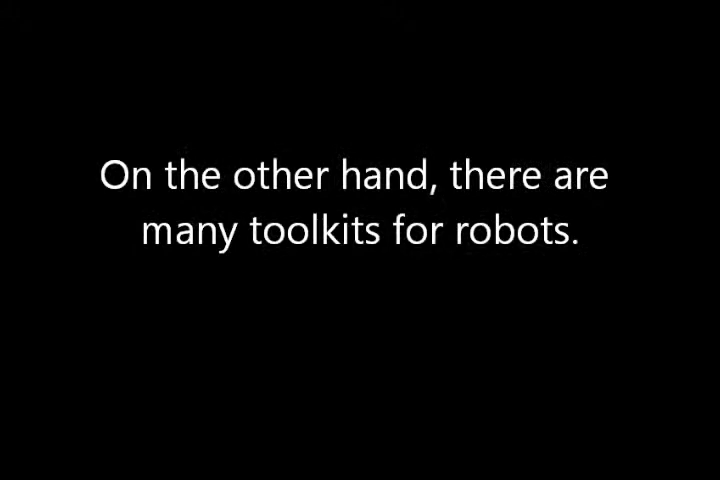 On the other hand, there are
many toolkits for robots.